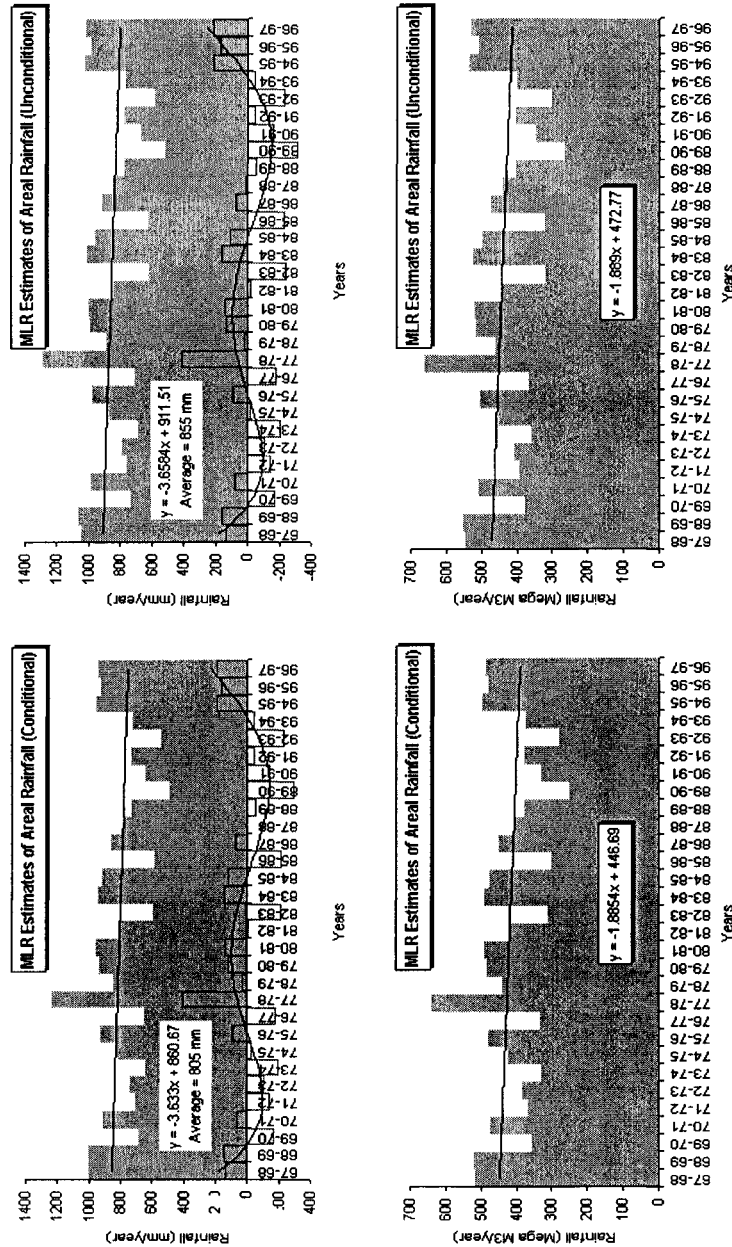 MLR Estimates of Areal Rainfall (Conditional)
Rainfall (mm/year)
1400
1200
1000
800
600
400
2 0
0
400
y = -3.633x + 860.67
Average = 805 mm
67-68 68-69 69-70 70-71 71-72 72-73 73-74 74-75 75-76 76-77 77-78 78-79 79-80 80-81 81-82 82-83 83-84 84-85 85-86 86-87 87-88 88-89 89-90 90-91 91-92 92-93 93-94 94-95 95-96 96-97
Years
MLR Estimates of Areal Rainfall (Unconditional)
Rainfall (mm/year)
1400
1200
1000
800
600
400
200
0
-200
-400
y = -3.6584x + 911.51
Average = 855 mm
67-68 68-69 69-70 70-71 71-72 72-73 73-74 74-75 75-76 76-77 77-78 78-79 79-80 80-81 81-82 82-83 83-84 84-85 85-86 86-87 87-88 88-89 89-90 90-91 91-92 92-93 93-94 94-95 95-96 96-97
Years
MLR Estimates of Areal Rainfall (Conditional)
Rainfall (Mega M3/year)
700
600
500
400
300
200
100
0
y = -1.8854x + 446.69
67-68 68-69 69-70 70-71 71-72 72-73 73-74 74-75 75-76 76-77 77-78 78-79 79-80 80-81 81-82 82-83 83-84 84-85 85-86 86-87 87-88 88-89 89-90 90-91 91-92 92-93 93-94 94-95 95-96 96-97
MLR Estimates of Areal Rainfall (Unconditional)
Rainfall (Mega M3/year)
700
600
500
400
300
200
100
0
y = -1.889x + 472.77
67-68 68-69 69-70 70-71 71-72 72-73 73-74 74-75 75-76 76-77 77-78 78-79 79-80 80-81 81-82 82-83 83-84 84-85 85-86 86-87 87-88 88-89 89-90 90-91 91-92 92-93 93-94 94-95 95-96 96-97